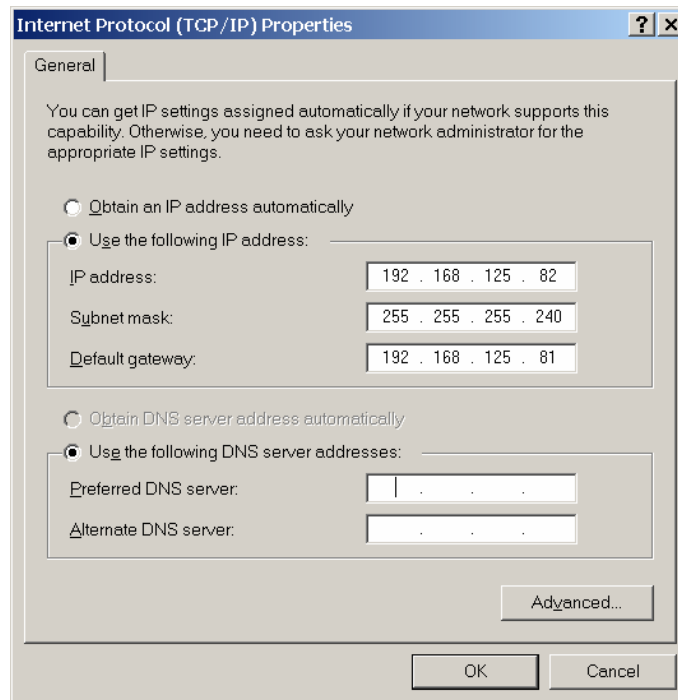 Internet Protocol (TCP/IP) Properties
General
You can get IP settings assigned automatically if your network supports this
capability. Otherwise, you need to ask your network administrator for the
appropriate IP settings.
Obtain an IP address automatically
Use the following IP address:
IP address: 192 . 168 . 125 . 82
Subnet mask: 255 . 255 . 255 . 240
Default gateway: 192 . 168 . 125 . 81
Obtain DNS server address automatically
Use the following DNS server addresses:
Preferred DNS server: . . .
Alternate DNS server: . . .
Advanced...
OK Cancel